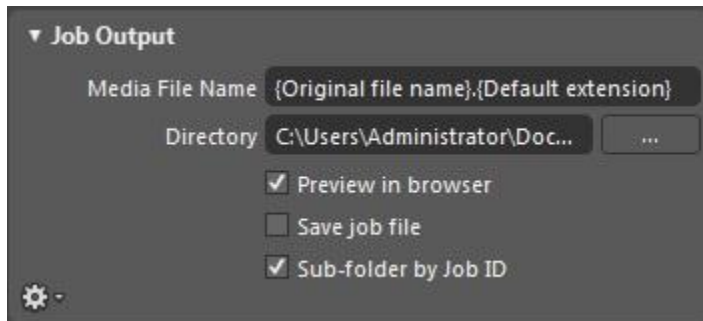 Job Output
Media File Name {Original file name}.{Default extension}
Directory C:\Users\Administrator\Doc... ...
Preview in browser
Save job file
Sub-folder by Job ID